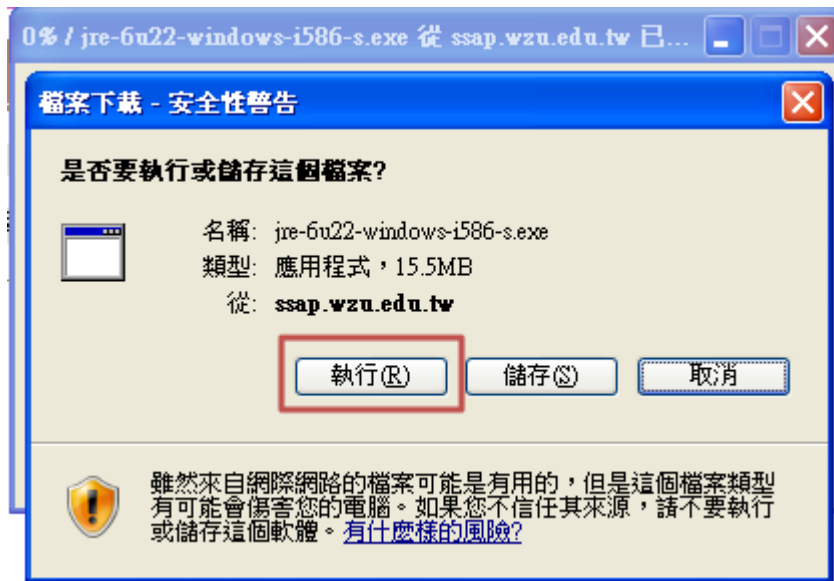 0% / jre-6u22-windows-i586-s.exe 從 ssap.wzu.edu.tw 已...
檔案下載 - 安全性警告
是否要執行或儲存這個檔案?
名稱: jre-6u22-windows-i586-s.exe
類型: 應用程式，15.5MB
從: ssap.wzu.edu.tw
執行(R) 儲存(S) 取消
雖然來自網際網路的檔案可能是有用的，但是這個檔案類型
有可能會傷害您的電腦。如果您不信任其來源，請不要執行
或儲存這個軟體。有什麼樣的風險?